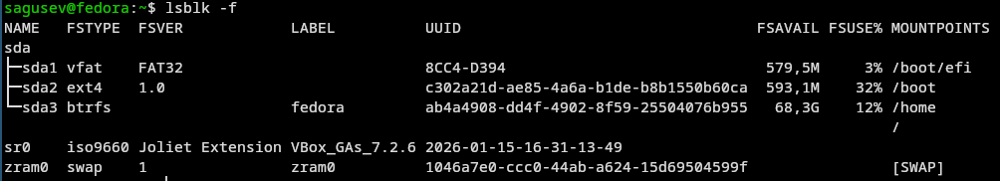 sagusev@fedora:~$ lsblk -f
NAME   FSTYPE  FSVER            LABEL          UUID                                 FSAVAIL FSUSE% MOUNTPOINTS
sda
├─sda1 vfat    FAT32                           8CC4-D394                             579,5M     3% /boot/efi
├─sda2 ext4    1.0                             c302a21d-ae85-4a6a-b1de-b8b1550b60ca  593,1M    32% /boot
└─sda3 btrfs                    fedora         ab4a4908-dd4f-4902-8f59-25504076b955   68,3G    12% /home
                                                                                                    /
sr0    iso9660 Joliet Extension VBox_GAs_7.2.6 2026-01-15-16-31-13-49
zram0  swap    1                zram0          1046a7e0-ccc0-44ab-a624-15d69504599f                 [SWAP]